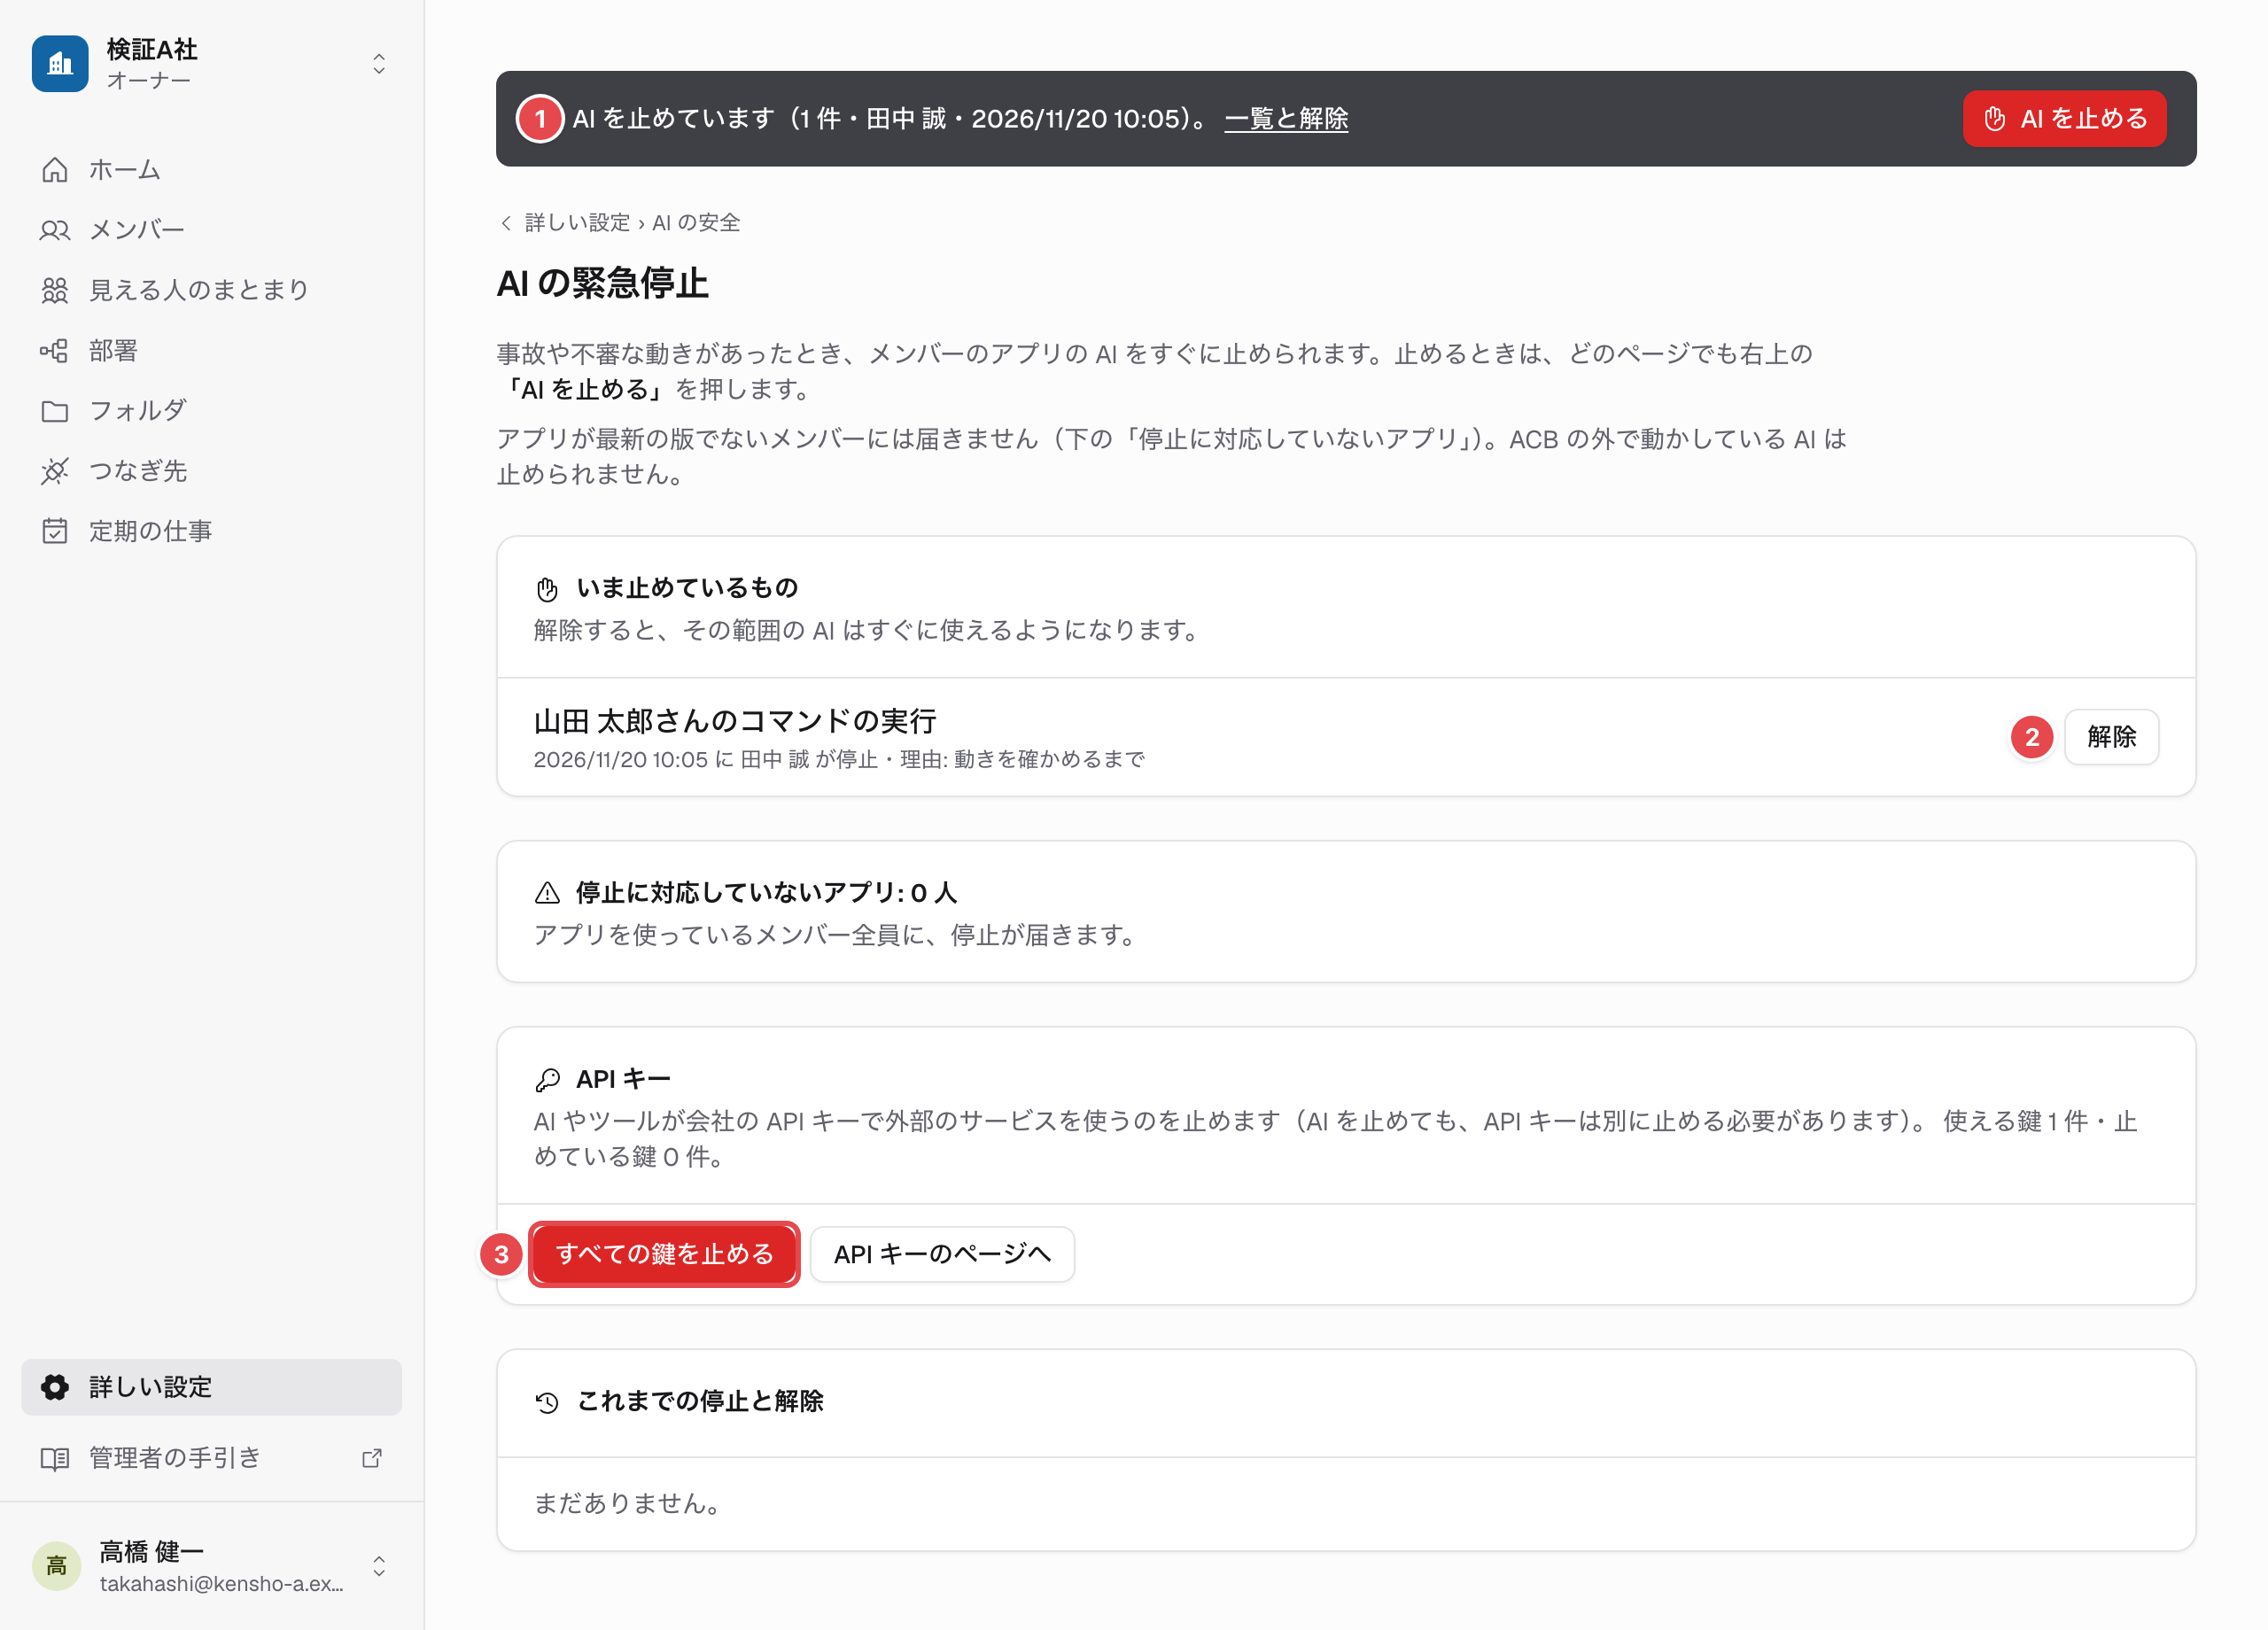 検証A社
オーナー
ホーム
メンバー
見える人のまとまり
部署
フォルダ
つなぎ先
定期の仕事
詳しい設定
管理者の手引き
高
高橋 健一
takahashi@kensho-a.ex...
1 AI を止めています（1 件・田中 誠・2026/11/20 10:05）。 一覧と解除
AI を止める
詳しい設定 › AI の安全
AI の緊急停止
事故や不審な動きがあったとき、メンバーのアプリの AI をすぐに止められます。止めるときは、どのページでも右上の
「AI を止める」を押します。
アプリが最新の版でないメンバーには届きません（下の「停止に対応していないアプリ」）。ACB の外で動かしている AI は
止められません。
いま止めているもの
解除すると、その範囲の AI はすぐに使えるようになります。
山田 太郎さんのコマンドの実行
2026/11/20 10:05 に 田中 誠 が停止・理由: 動きを確かめるまで
2 解除
停止に対応していないアプリ: 0 人
アプリを使っているメンバー全員に、停止が届きます。
API キー
AI やツールが会社の API キーで外部のサービスを使うのを止めます（AI を止めても、API キーは別に止める必要があります）。 使える鍵 1 件・止
めている鍵 0 件。
3 すべての鍵を止める API キーのページへ
これまでの停止と解除
まだありません。